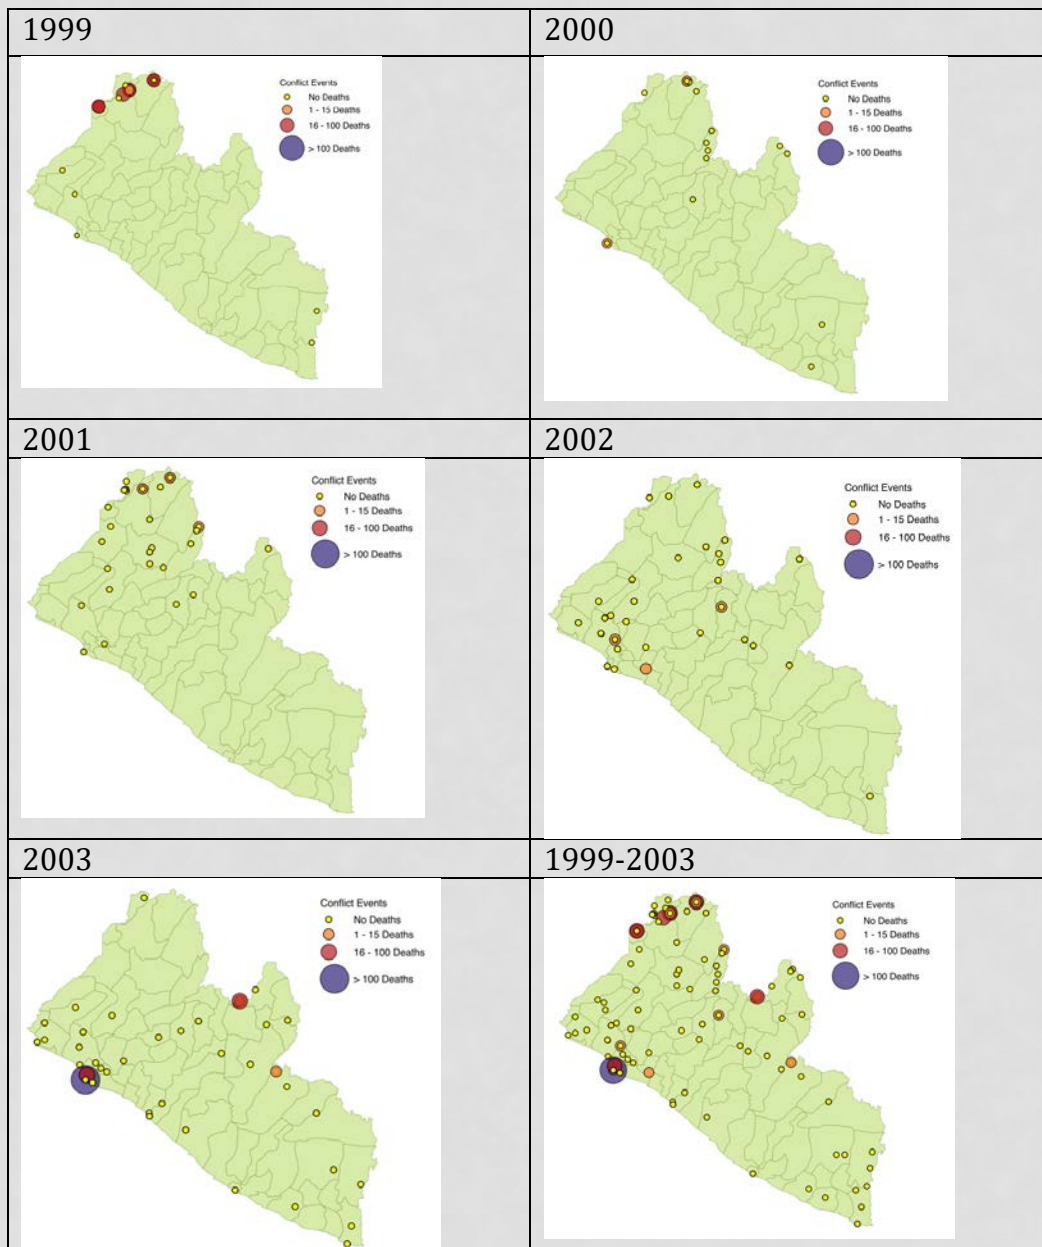 1999
2000
Conflict Events
No Deaths
1 - 15 Deaths
16 - 100 Deaths
> 100 Deaths
Conflict Events
No Deaths
1 - 15 Deaths
16 - 100 Deaths
> 100 Deaths
2001
2002
Conflict Events
No Deaths
1 - 15 Deaths
16 - 100 Deaths
> 100 Deaths
Conflict Events
No Deaths
1 - 15 Deaths
16 - 100 Deaths
> 100 Deaths
2003
1999-2003
Conflict Events
No Deaths
1 - 15 Deaths
16 - 100 Deaths
> 100 Deaths
Conflict Events
No Deaths
1 - 15 Deaths
16 - 100 Deaths
> 100 Deaths